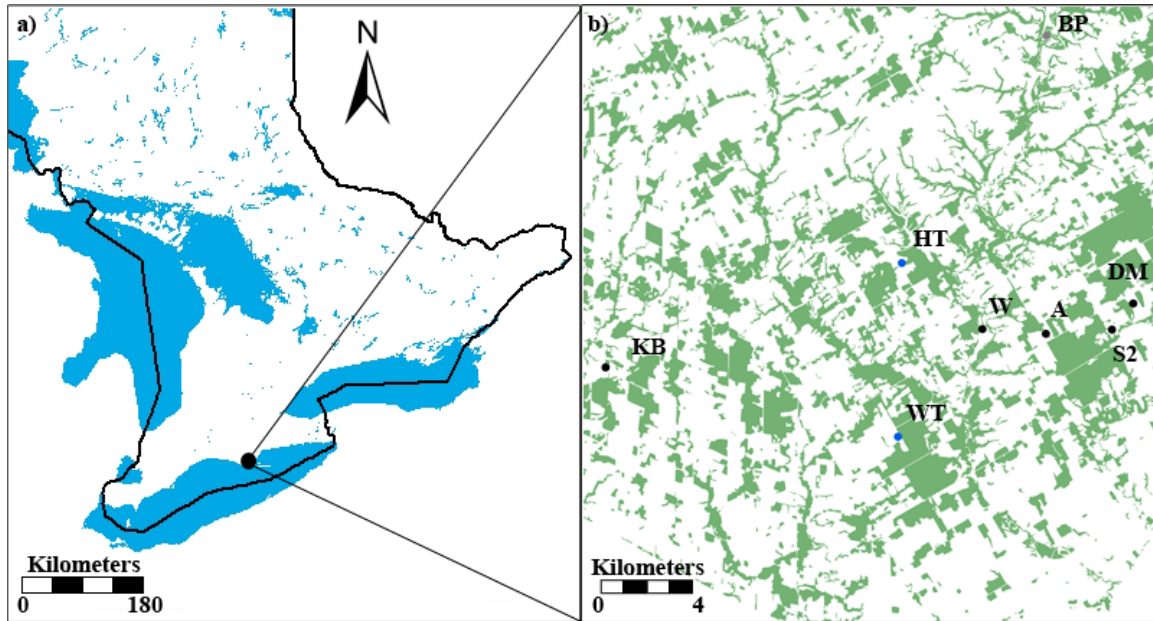 a)
N
Kilometers
0 180
b)
BP
HT
DM
W
A
KB
S2
WT
Kilometers
0 4